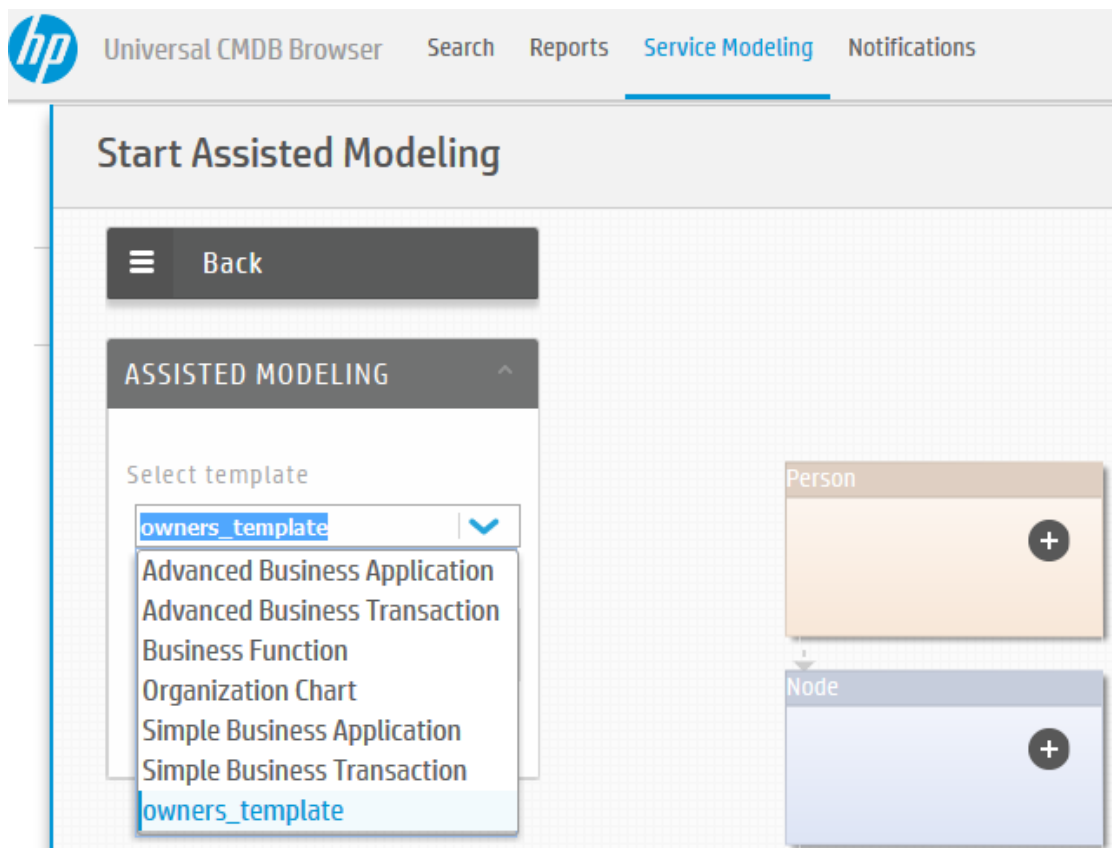 hp Universal CMDB Browser Search Reports Service Modeling Notifications
Start Assisted Modeling
Back
ASSISTED MODELING
Select template
owners_template
Advanced Business Application
Advanced Business Transaction
Business Function
Organization Chart
Simple Business Application
Simple Business Transaction
owners_template
Person
Node